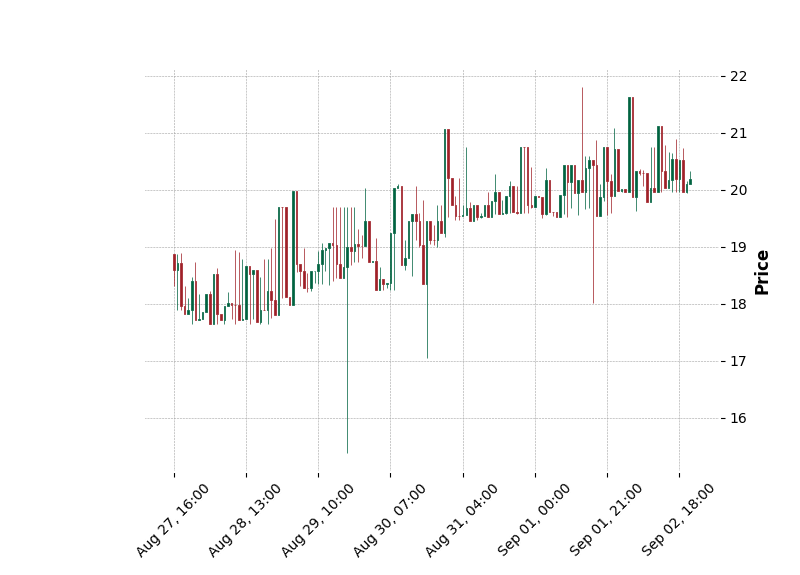 22
21
20
19
18
17
16
Price
Aug 27, 16:00
Aug 28, 13:00
Aug 29, 10:00
Aug 30, 07:00
Aug 31, 04:00
Sep 01, 00:00
Sep 01, 21:00
Sep 02, 18:00